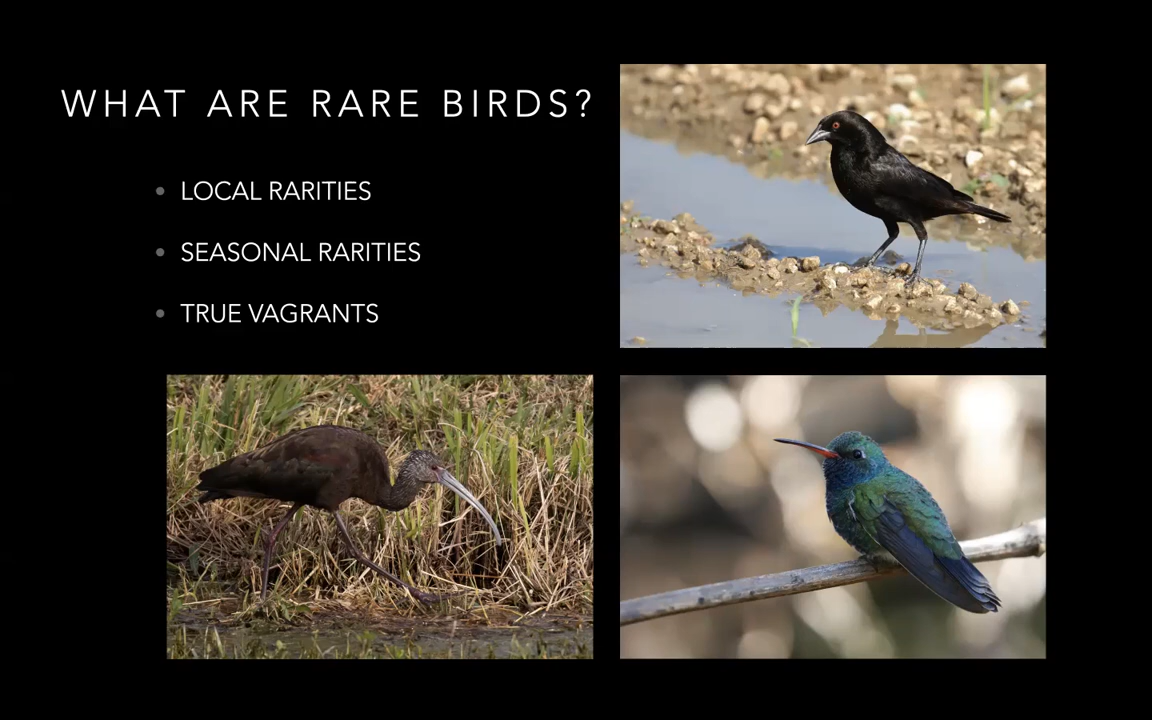 WHAT ARE RARE BIRDS?
LOCAL RARITIES
SEASONAL RARITIES
TRUE VAGRANTS